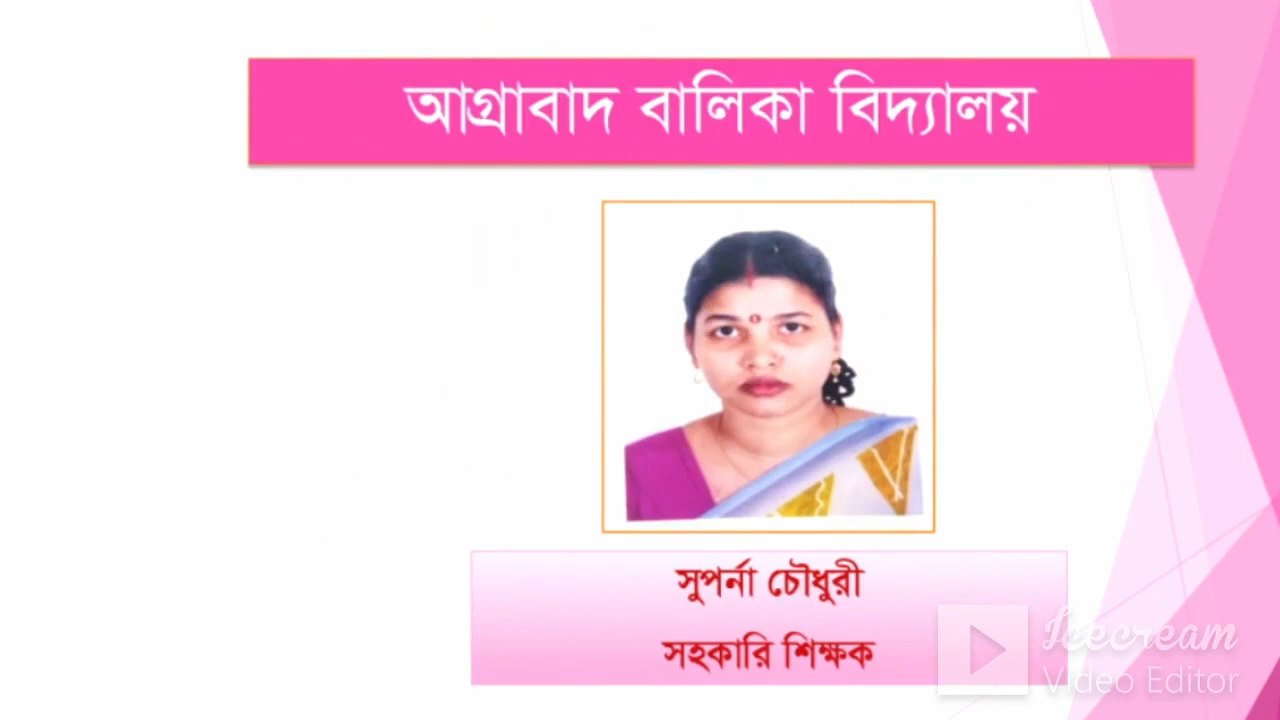 আগ্রাবাদ বালিকা বিদ্যালয়
সুপর্না চৌধুরী
সহকারি শিক্ষক
Icecream
Video Editor